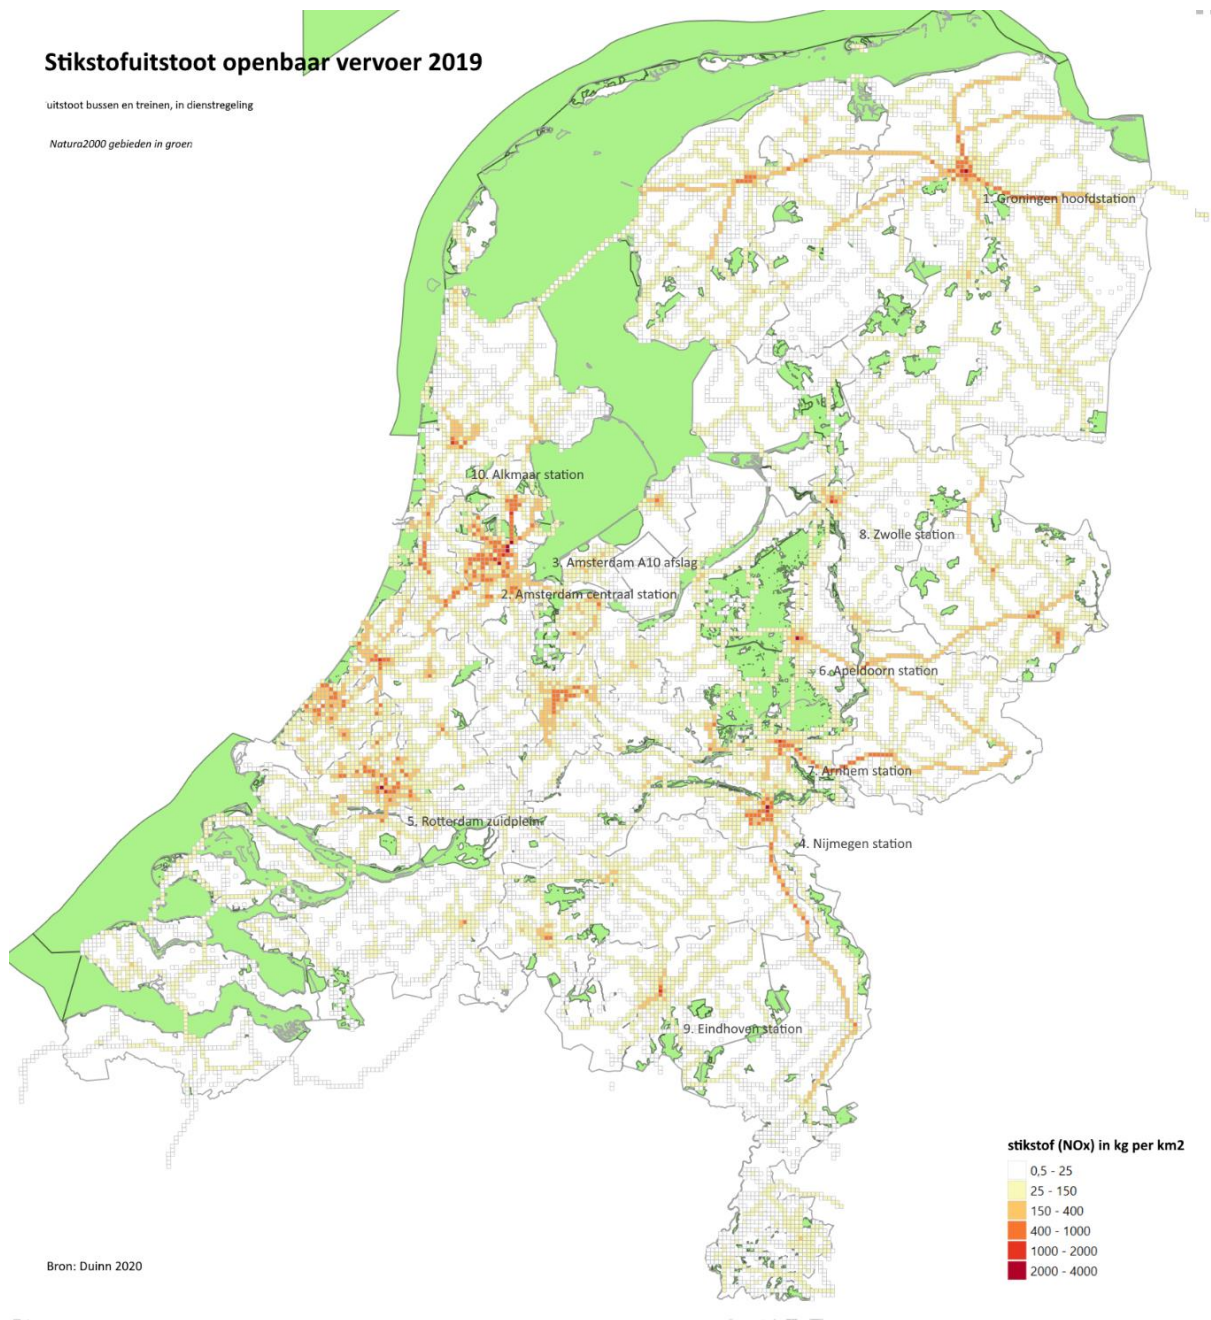 Stikstofuitstoot openbaar vervoer 2019
uitstoot bussen en treinen, in dienstregeling
Natura2000 gebieden in groen
1. Groningen hoofdstation
10. Alkmaar station
8. Zwolle station
3. Amsterdam A10 afslag
2. Amsterdam centraal station
6. Apeldoorn station
7. Arnhem station
5. Rotterdam zuidplein
4. Nijmegen station
9. Eindhoven station
stikstof (NOx) in kg per km2
0,5 - 25
25 - 150
150 - 400
400 - 1000
1000 - 2000
2000 - 4000
Bron: Duinn 2020